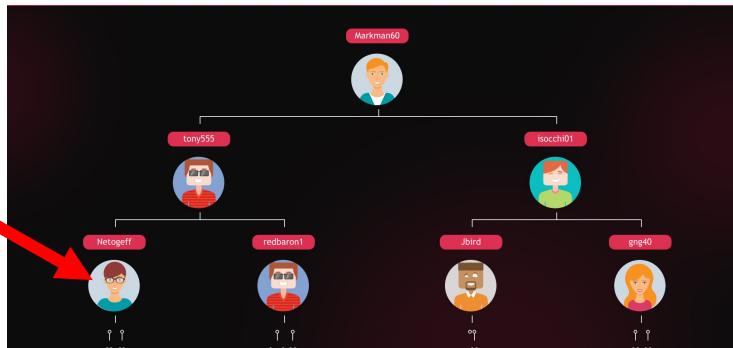 Markman60
tony555
isocchi01
Netogeff
redbaron1
Jbird
gng40